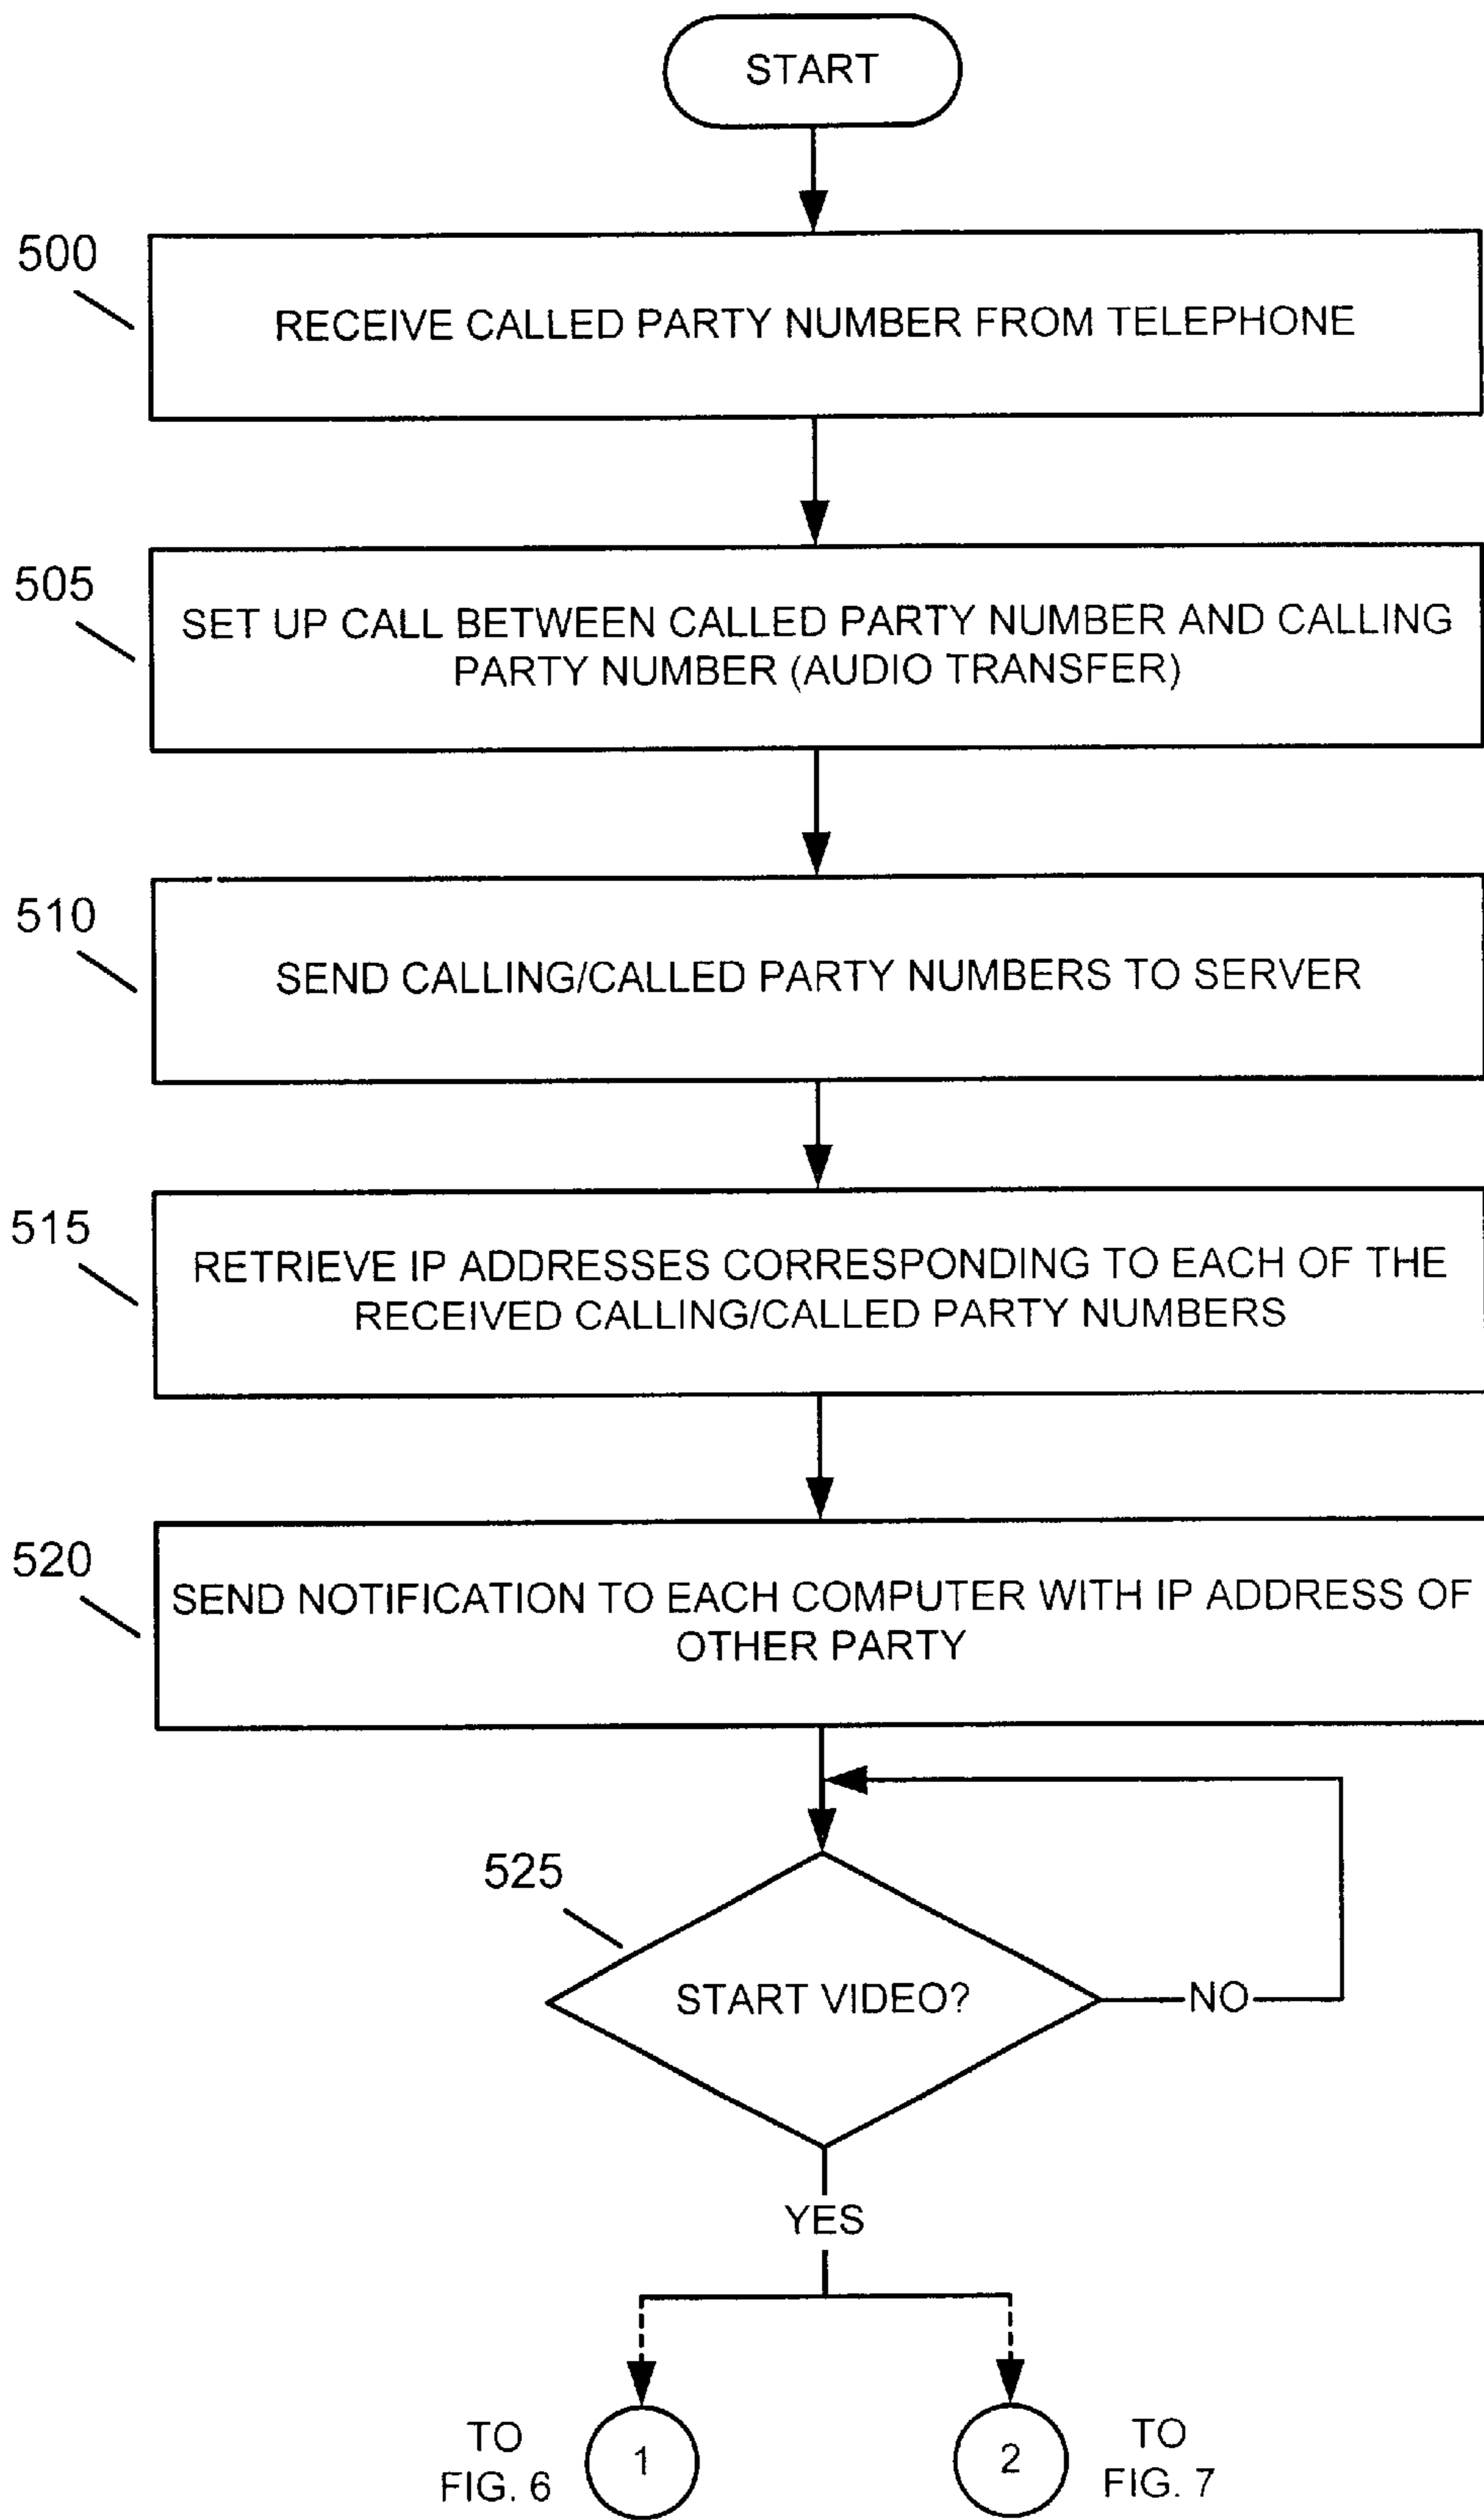 START
500
RECEIVE CALLED PARTY NUMBER FROM TELEPHONE
505
SET UP CALL BETWEEN CALLED PARTY NUMBER AND CALLING
PARTY NUMBER (AUDIO TRANSFER)
510
SEND CALLING/CALLED PARTY NUMBERS TO SERVER
515
RETRIEVE IP ADDRESSES CORRESPONDING TO EACH OF THE
RECEIVED CALLING/CALLED PARTY NUMBERS
520
SEND NOTIFICATION TO EACH COMPUTER WITH IP ADDRESS OF
OTHER PARTY
525
START VIDEO?
NO
YES
TO
FIG. 6
1
2
TO
FIG. 7